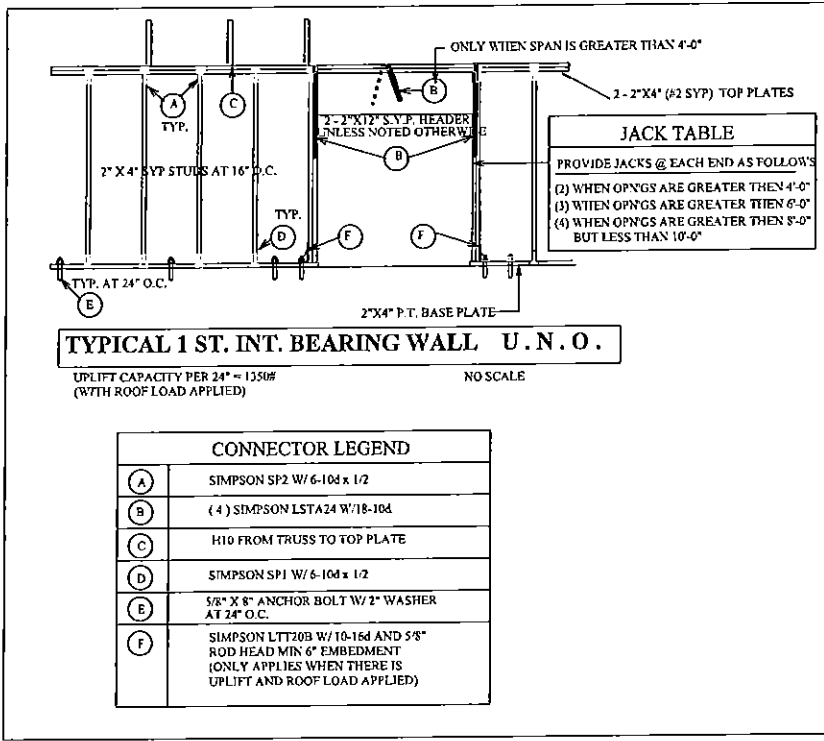 ONLY WHEN SPAN IS GREATER THAN 4'-0"
B
A
TYP.
C
2 - 2"X4" (#2 SYP) TOP PLATES
2 - 2"X12" S.Y.P. HEADER
UNLESS NOTED OTHERWISE
B
2" X 4" SYP STUDS AT 16" O.C.
JACK TABLE
PROVIDE JACKS @ EACH END AS FOLLOWS
(2) WHEN OPN'GS ARE GREATER THEN 4'-0"
(3) WHEN OPN'GS ARE GREATER THEN 6'-0"
(4) WHEN OPN'GS ARE GREATER THEN 8'-0"
BUT LESS THAN 10'-0"
TYP.
D
F
F
TYP. AT 24" O.C.
E
2"X4" P.T. BASE PLATE
TYPICAL 1 ST. INT. BEARING WALL U.N.O.
UPLIFT CAPACITY PER 24" = 1350#
(WITH ROOF LOAD APPLIED)
NO SCALE
CONNECTOR LEGEND
A SIMPSON SP2 W/ 6-10d x 1/2
B ( 4 ) SIMPSON LSTA24 W/18-10d
C H10 FROM TRUSS TO TOP PLATE
D SIMPSON SP1 W/ 6-10d x 1/2
E 5/8" X 8" ANCHOR BOLT W/ 2" WASHER
AT 24" O.C.
F SIMPSON LTT20B W/ 10-16d AND 5/8"
ROD HEAD MIN 6" EMBEDMENT
(ONLY APPLIES WHEN THERE IS
UPLIFT AND ROOF LOAD APPLIED)